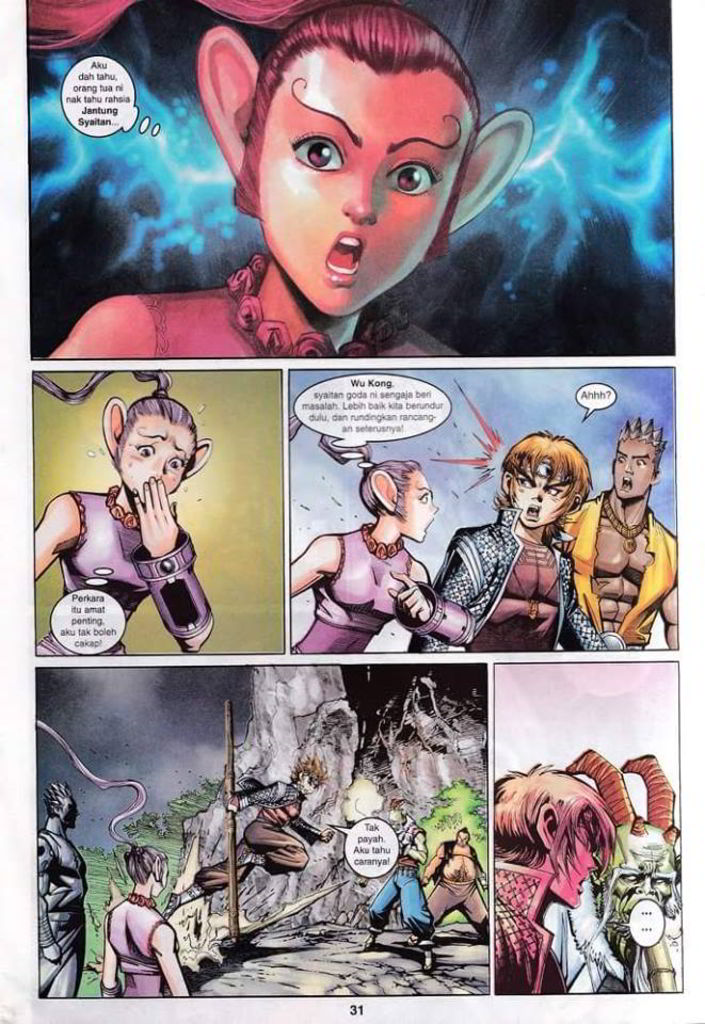 Aku
dah tahu,
orang tua ni
nak tahu rahsia
Jantung
Syaitan...
Perkara
itu amat
penting,
aku tak boleh
cakap!
Wu Kong,
syaitan goda ni sengaja beri
masalah. Lebih baik kita berundur
dulu, dan rundingkan rancang-
an seterusnya!
Ahhh?
Tak
payah.
Aku tahu
caranya!
...
...
31